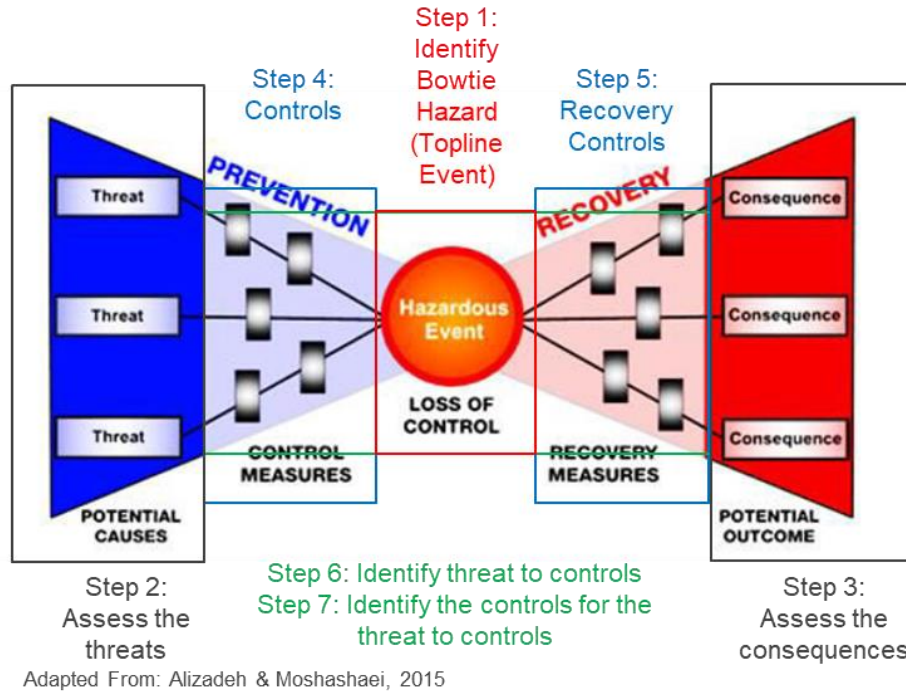 Step 1:
Identify
Bowtie
Hazard
(Topline
Event)
Step 4:
Controls
Step 5:
Recovery
Controls
PREVENTION
RECOVERY
Threat
Threat
Threat
Hazardous
Event
Consequence
Consequence
Consequence
LOSS OF
CONTROL
CONTROL
MEASURES
RECOVERY
MEASURES
POTENTIAL
CAUSES
POTENTIAL
OUTCOME
Step 2:
Assess the
threats
Step 6: Identify threat to controls
Step 7: Identify the controls for the
threat to controls
Step 3:
Assess the
consequences
Adapted From: Alizadeh & Moshashaei, 2015